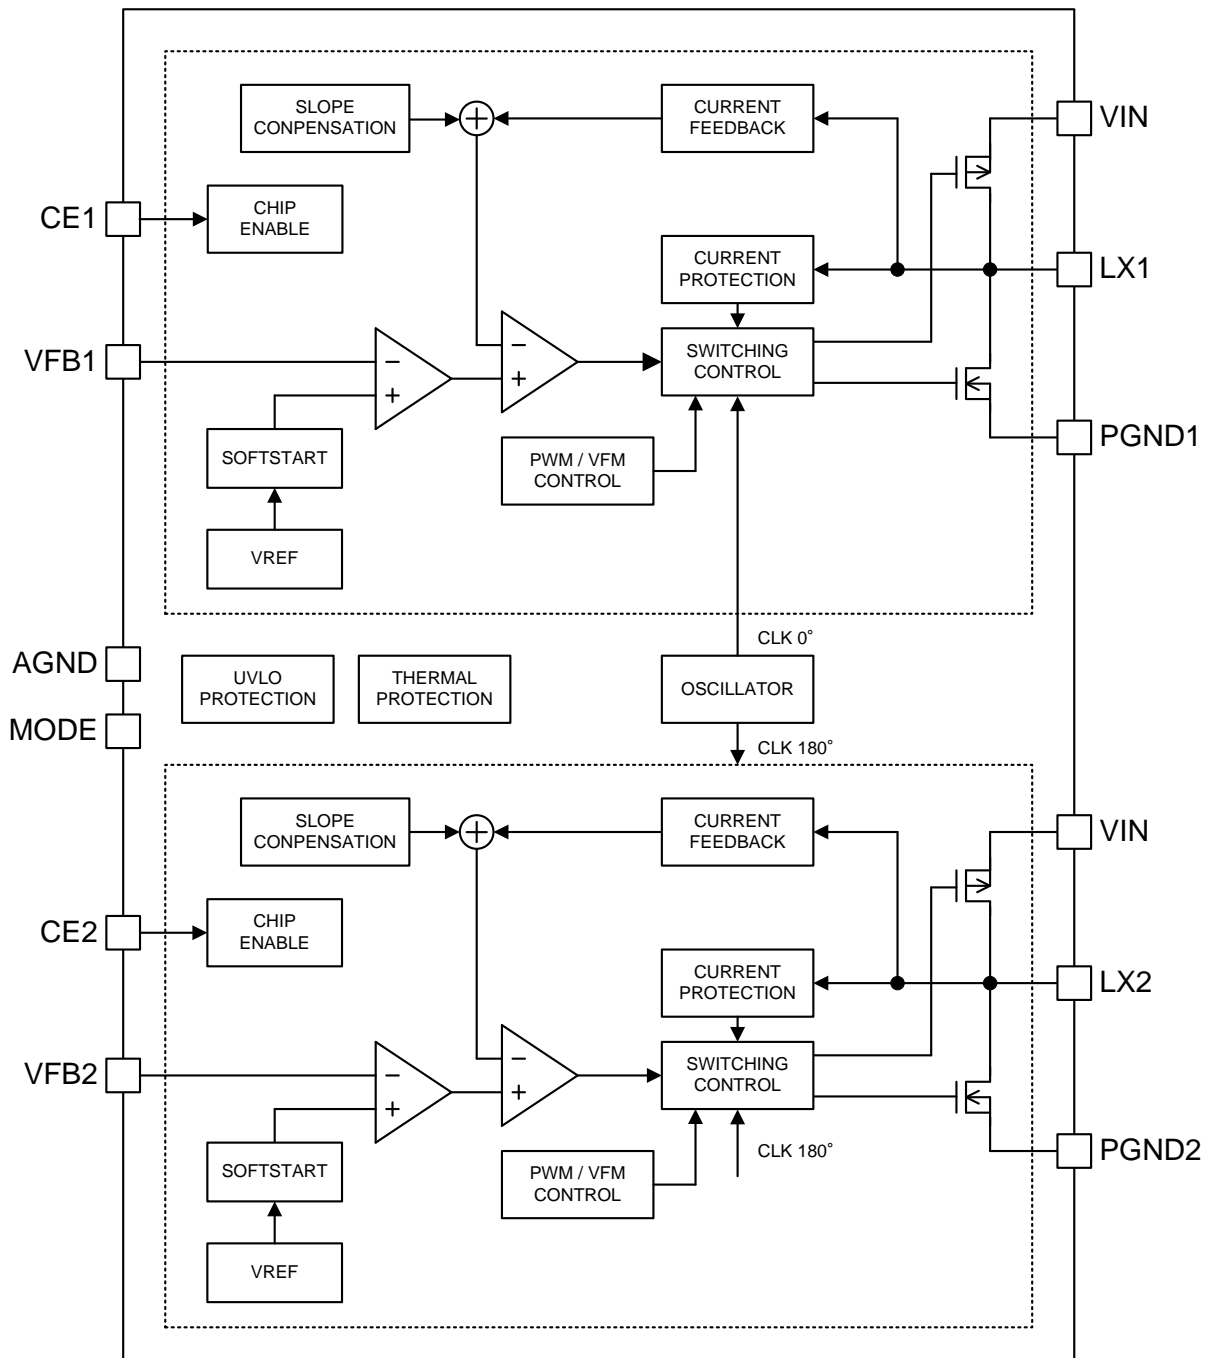 SLOPE
CONPENSATION
CURRENT
FEEDBACK
VIN
CE1
CHIP
ENABLE
CURRENT
PROTECTION
LX1
VFB1
SWITCHING
CONTROL
SOFTSTART
PWM / VFM
CONTROL
PGND1
VREF
CLK 0°
AGND
UVLO
PROTECTION
THERMAL
PROTECTION
OSCILLATOR
MODE
CLK 180°
SLOPE
CONPENSATION
CURRENT
FEEDBACK
VIN
CE2
CHIP
ENABLE
CURRENT
PROTECTION
LX2
VFB2
SWITCHING
CONTROL
CLK 180°
SOFTSTART
PWM / VFM
CONTROL
PGND2
VREF